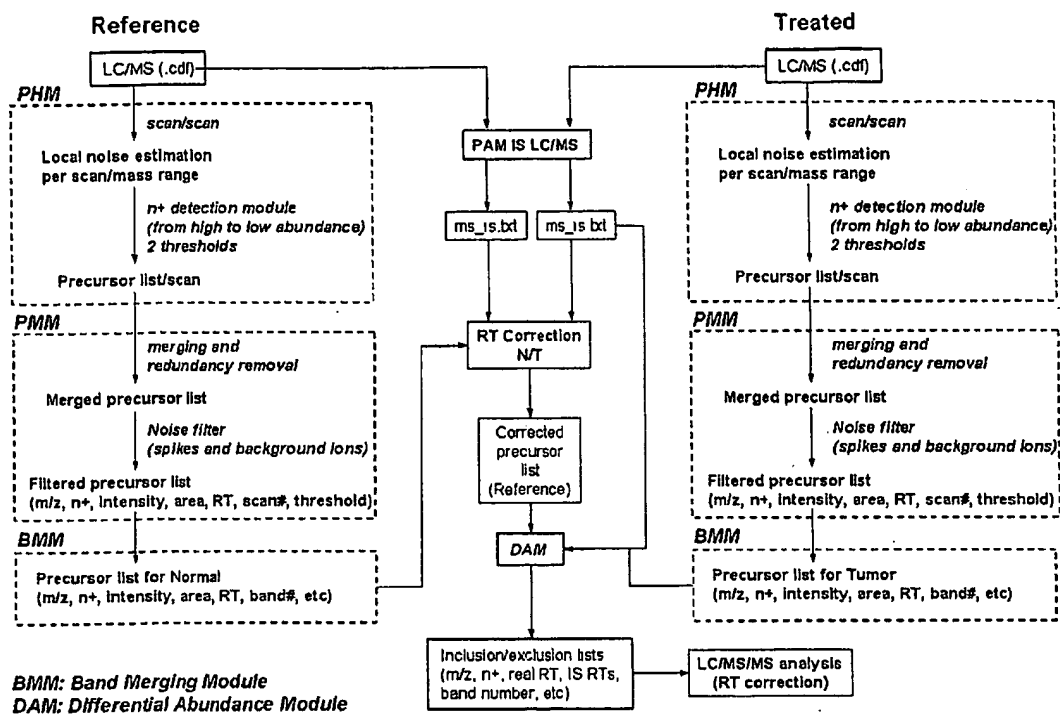 Reference
Treated
LC/MS (.cdf)
LC/MS (.cdf)
PHM
scan/scan
Local noise estimation
per scan/mass range
n+ detection module
(from high to low abundance)
2 thresholds
Precursor list/scan
PMM
merging and
redundancy removal
Merged precursor list
Noise filter
(spikes and background ions)
Filtered precursor list
(m/z, n+, intensity, area, RT, scan#, threshold)
BMM
Precursor list for Normal
(m/z, n+, intensity, area, RT, band#, etc)
PAM IS LC/MS
ms_is.txt
ms_is txt
RT Correction
N/T
Corrected
precursor
list
(Reference)
DAM
Inclusion/exclusion lists
(m/z, n+, real RT, IS RTs,
band number, etc)
LC/MS/MS analysis
(RT correction)
PHM
scan/scan
Local noise estimation
per scan/mass range
n+ detection module
(from high to low abundance)
2 thresholds
Precursor list/scan
PMM
merging and
redundancy removal
Merged precursor list
Noise filter
(spikes and background ions)
Filtered precursor list
(m/z, n+, intensity, area, RT, scan#, threshold)
BMM
Precursor list for Tumor
(m/z, n+, intensity, area, RT, band#, etc)
BMM: Band Merging Module
DAM: Differential Abundance Module